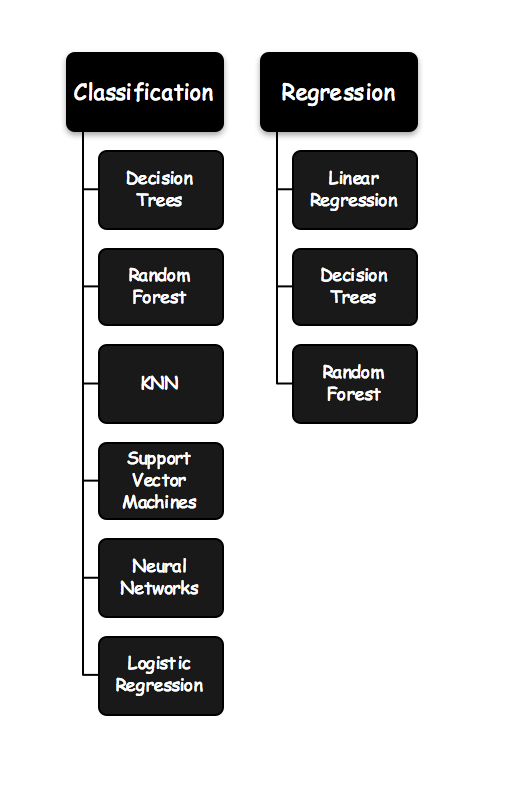 Classification
Decision
Trees
Random
Forest
KNN
Support
Vector
Machines
Neural
Networks
Logistic
Regression
Regression
Linear
Regression
Decision
Trees
Random
Forest